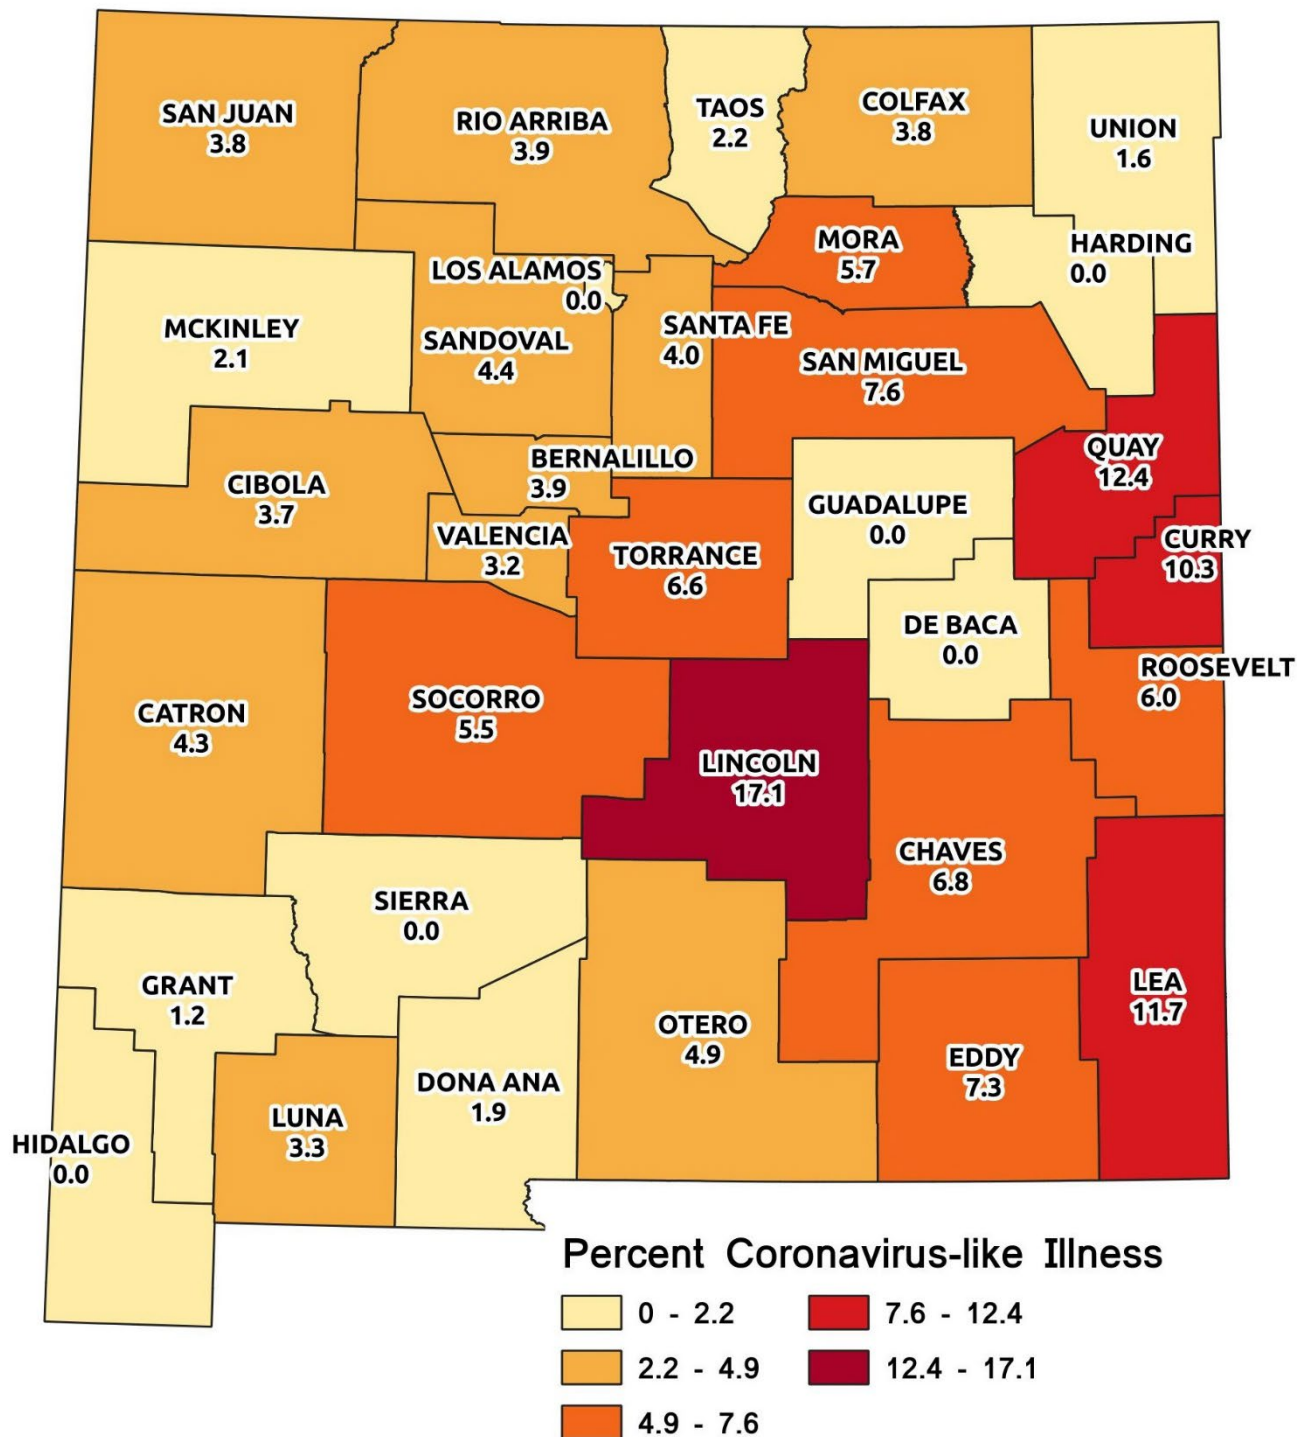 SAN JUAN
3.8
RIO ARRIBA
3.9
TAOS
2.2
COLFAX
3.8
UNION
1.6
MORA
5.7
HARDING
0.0
LOS ALAMOS
0.0
MCKINLEY
2.1
SANDOVAL
4.4
SANTA FE
4.0
SAN MIGUEL
7.6
QUAY
12.4
CIBOLA
3.7
BERNALILLO
3.9
VALENCIA
3.2
TORRANCE
6.6
GUADALUPE
0.0
CURRY
10.3
DE BACA
0.0
ROOSEVELT
6.0
CATRON
4.3
SOCORRO
5.5
LINCOLN
17.1
CHAVES
6.8
SIERRA
0.0
GRANT
1.2
OTERO
4.9
LEA
11.7
EDDY
7.3
DONA ANA
1.9
LUNA
3.3
HIDALGO
0.0
Percent Coronavirus-like Illness
0 - 2.2
2.2 - 4.9
4.9 - 7.6
7.6 - 12.4
12.4 - 17.1